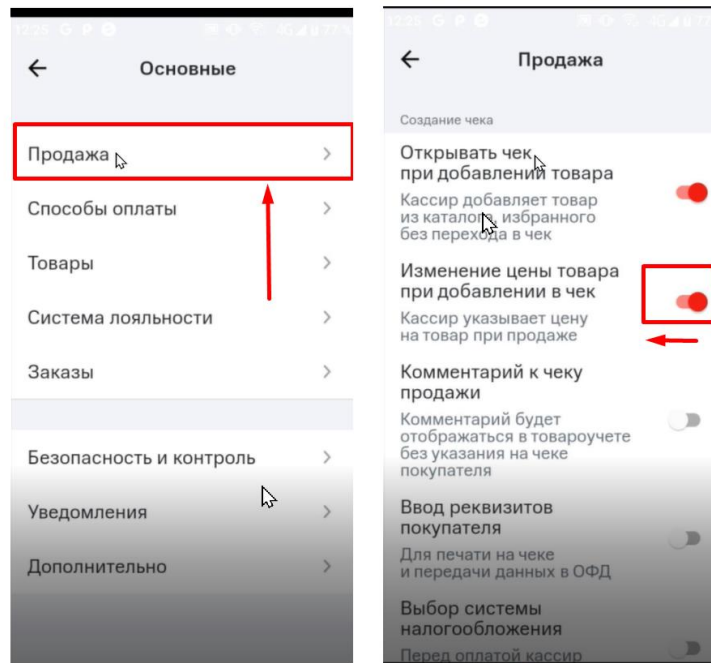 Основные
Продажа
Способы оплаты
Товары
Система лояльности
Заказы
Безопасность и контроль
Уведомления
Дополнительно
12:25 G P
Продажа
Создание чека
Открывать чек
при добавлении товара
Кассир добавляет товар
из каталога, избранного
без перехода в чек
Изменение цены товара
при добавлении в чек
Кассир указывает цену
на товар при продаже
Комментарий к чеку
продажи
Комментарий будет
отображаться в товароучете
без указания на чеке
покупателя
Ввод реквизитов
покупателя
Для печати на чеке
и передачи данных в ОФД
Выбор системы
налогообложения
Перед оплатой кассир